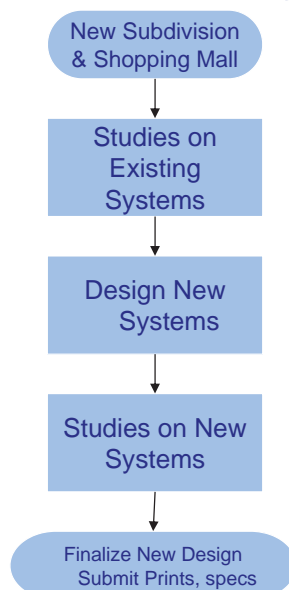 New Subdivision
& Shopping Mall
Studies on
Existing
Systems
Design New
Systems
Studies on New
Systems
Finalize New Design
Submit Prints, specs